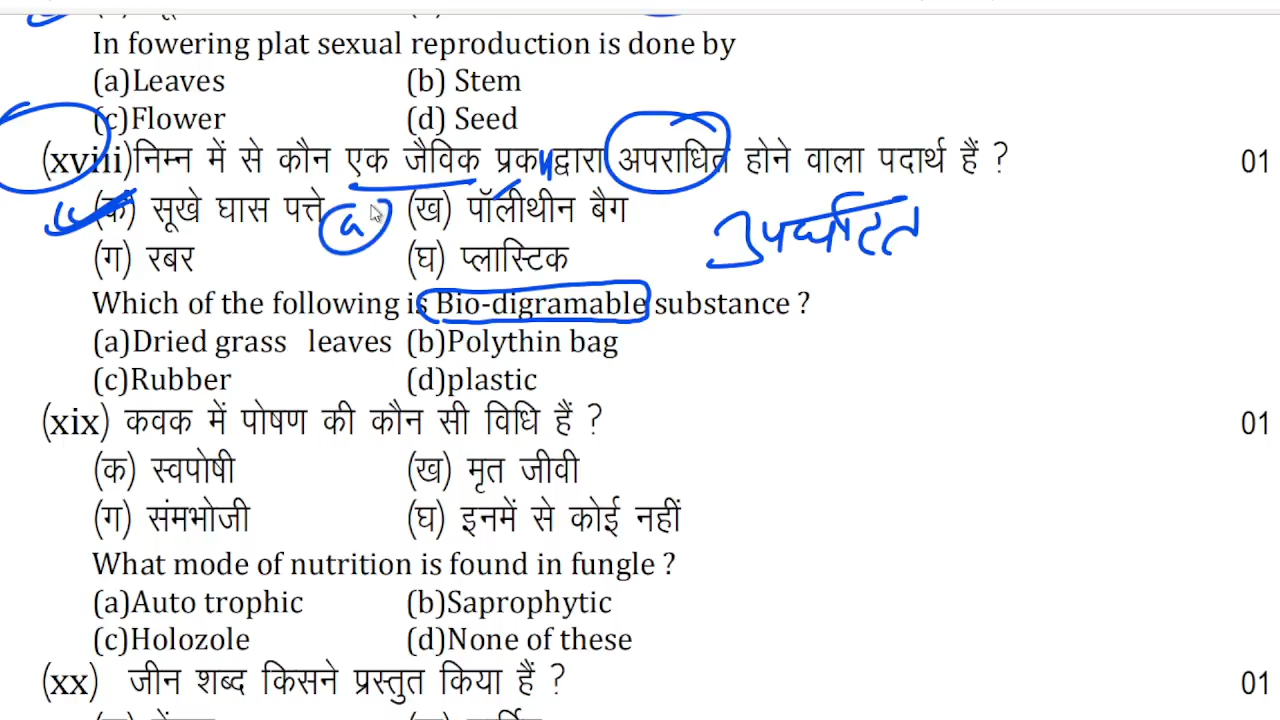 In fowering plat sexual reproduction is done by
(a)Leaves (b) Stem
(c)Flower (d) Seed
(xviii)निम्न में से कौन एक जैविक प्रक द्वारा अपराधित होने वाला पदार्थ हैं ? 01
(क) सूखे घास पत्ते a (ख) पॉलीथीन बैग
उपघटित
(ग) रबर (घ) प्लास्टिक
Which of the following is Bio-digramable substance ?
(a)Dried grass leaves (b)Polythin bag
(c)Rubber (d)plastic
(xix) कवक में पोषण की कौन सी विधि हैं ? 01
(क) स्वपोषी (ख) मृत जीवी
(ग) संमभोजी (घ) इनमें से कोई नहीं
What mode of nutrition is found in fungle ?
(a)Auto trophic (b)Saprophytic
(c)Holozole (d)None of these
(xx) जीन शब्द किसने प्रस्तुत किया हैं ? 01